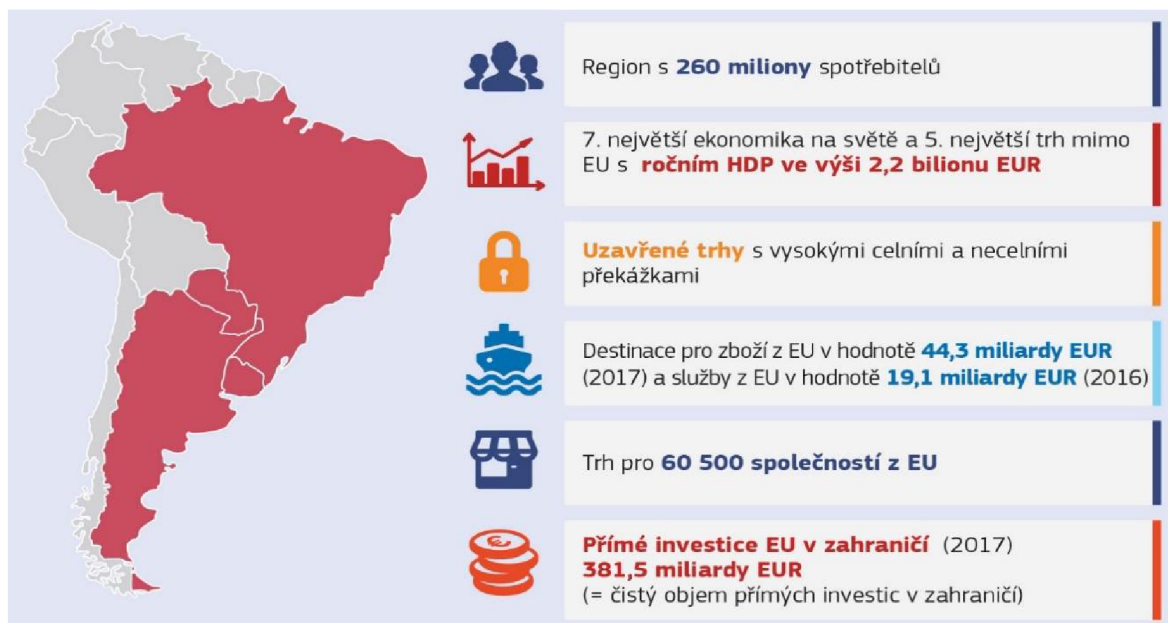 Region s 260 miliony spotřebitelů
7. největší ekonomika na světě a 5. největší trh mimo
EU s ročním HDP ve výši 2,2 bilionu EUR
Uzavřené trhy s vysokými celními a necelními
překážkami
Destinace pro zboží z EU v hodnotě 44,3 miliardy EUR
(2017) a služby z EU v hodnotě 19,1 miliardy EUR (2016)
Trh pro 60 500 společností z EU
Přímé investice EU v zahraničí (2017)
381,5 miliardy EUR
(= čistý objem přímých investic v zahraničí)